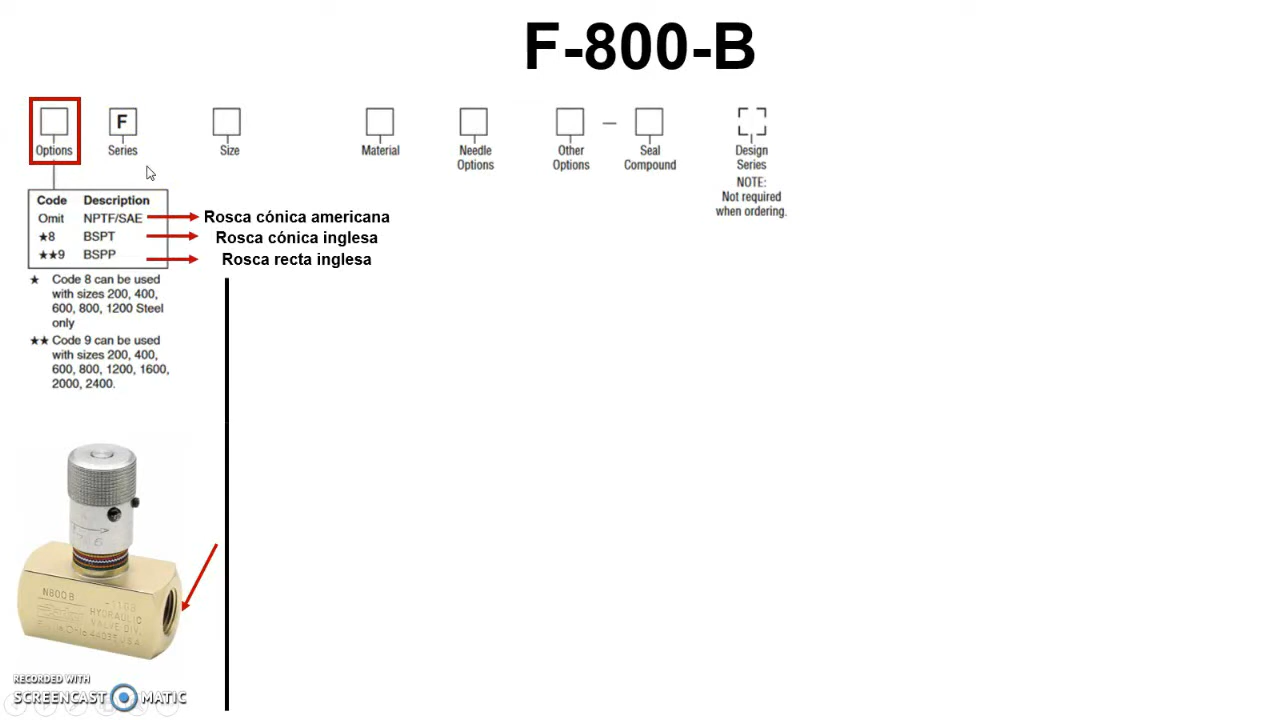 F-800-B
F
Options
Series
Size
Material
Needle
Options
Other
Options
—
Seal
Compound
Design
Series
NOTE:
Not required
when ordering.
Code Description
Omit NPTF/SAE
★8 BSPT
★★9 BSPP
Rosca cónica americana
Rosca cónica inglesa
Rosca recta inglesa
★ Code 8 can be used
with sizes 200, 400,
600, 800, 1200 Steel
only
★★ Code 9 can be used
with sizes 200, 400,
600, 800, 1200, 1600,
2000, 2400.
N800B
HYDRAULIC
VALVE DIV.
44035 U.S.A.
RECORDED WITH
SCREENCAST MATIC